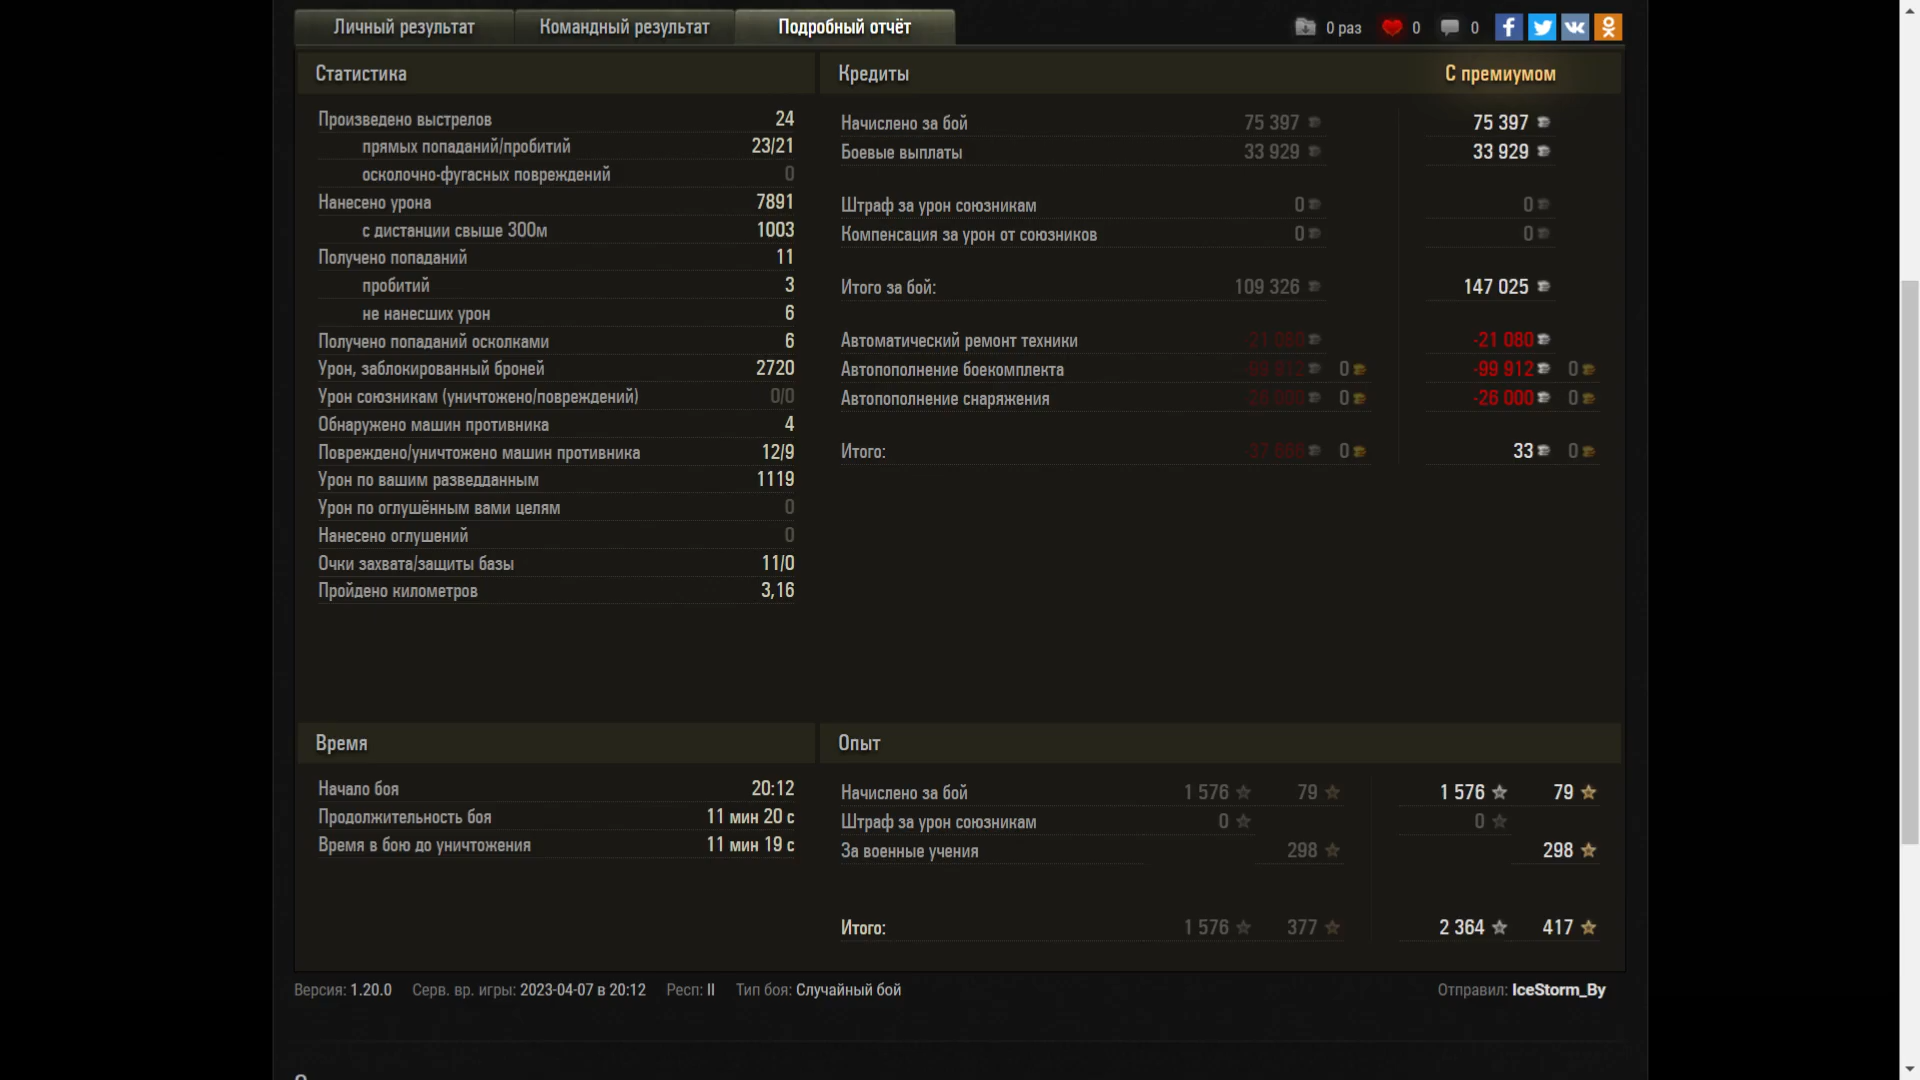 Личный результат Командный результат Подробный отчёт 0 раз 0 0
Статистика
Произведено выстрелов 24
прямых попаданий/пробитий 23/21
осколочно-фугасных повреждений 0
Нанесено урона 7891
с дистанции свыше 300м 1003
Получено попаданий 11
пробитий 3
не нанесших урон 6
Получено попаданий осколками 6
Урон, заблокированный броней 2720
Урон союзникам (уничтожено/повреждений) 0/0
Обнаружено машин противника 4
Повреждено/уничтожено машин противника 12/9
Урон по вашим разведданным 1119
Урон по оглушённым вами целям 0
Нанесено оглушений 0
Очки захвата/защиты базы 11/0
Пройдено километров 3,16
Кредиты С премиумом
Начислено за бой 75 397 75 397
Боевые выплаты 33 929 33 929
Штраф за урон союзникам 0 0
Компенсация за урон от союзников 0 0
Итого за бой: 109 326 147 025
Автоматический ремонт техники -21 080 -21 080
Автопополнение боекомплекта -99 912 0 -99 912 0
Автопополнение снаряжения -26 000 0 -26 000 0
Итого: 0 33 0
Время
Начало боя 20:12
Продолжительность боя 11 мин 20 с
Время в бою до уничтожения 11 мин 19 с
Опыт
Начислено за бой 1 576 79 1 576 79
Штраф за урон союзникам 0 0
За военные учения 298 298
Итого: 1 576 377 2 364 417
Версия: 1.20.0 Серв. вр. игры: 2023-04-07 в 20:12 Респ: II Тип боя: Случайный бой Отправил: IceStorm_By